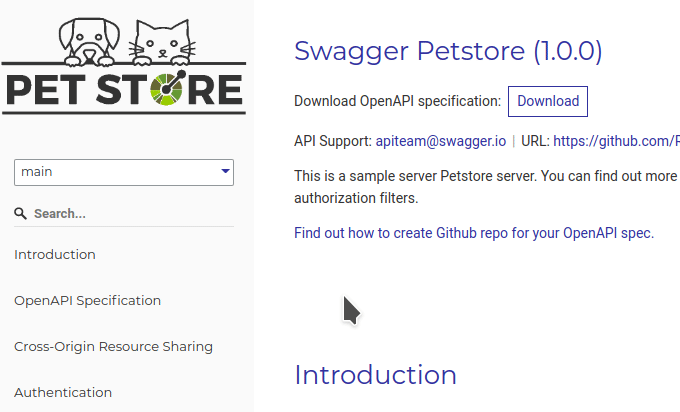 PET STORE
main
Search...
Introduction
OpenAPI Specification
Cross-Origin Resource Sharing
Authentication
Swagger Petstore (1.0.0)
Download OpenAPI specification: Download
API Support: apiteam@swagger.io | URL: https://github.com/
This is a sample server Petstore server. You can find out more
authorization filters.
Find out how to create Github repo for your OpenAPI spec.
Introduction